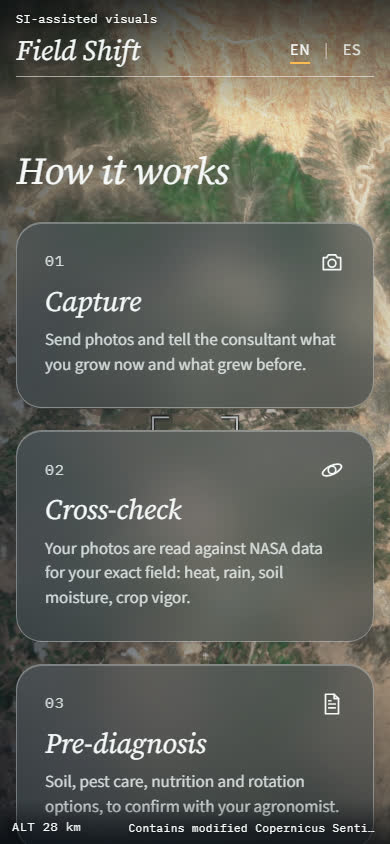 SI-assisted visuals
Field Shift
EN | ES
How it works
01
Capture
Send photos and tell the consultant what
you grow now and what grew before.
02
Cross-check
Your photos are read against NASA data
for your exact field: heat, rain, soil
moisture, crop vigor.
03
Pre-diagnosis
Soil, pest care, nutrition and rotation
options, to confirm with your agronomist.
ALT 28 km
Contains modified Copernicus Senti…